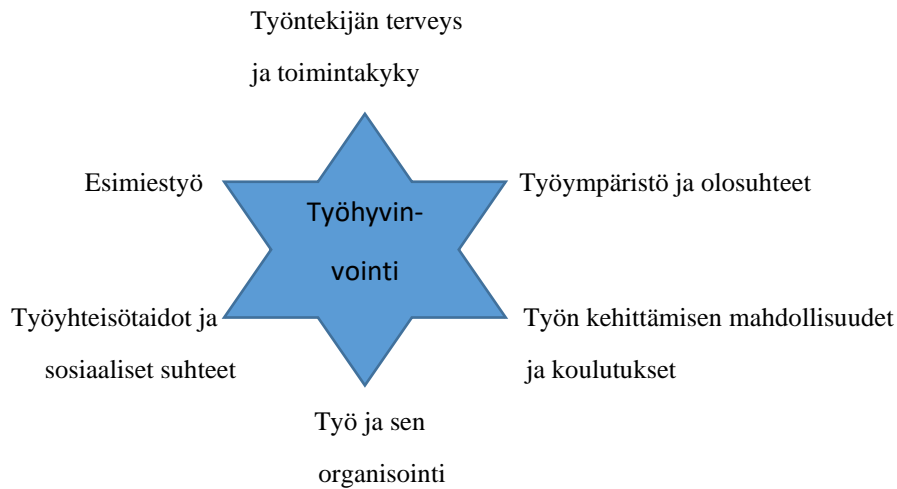 Työntekijän terveys
ja toimintakyky
Esimiestyö
Työympäristö ja olosuhteet
Työhyvin-
vointi
Työyhteisötaidot ja
sosiaaliset suhteet
Työn kehittämisen mahdollisuudet
ja koulutukset
Työ ja sen
organisointi